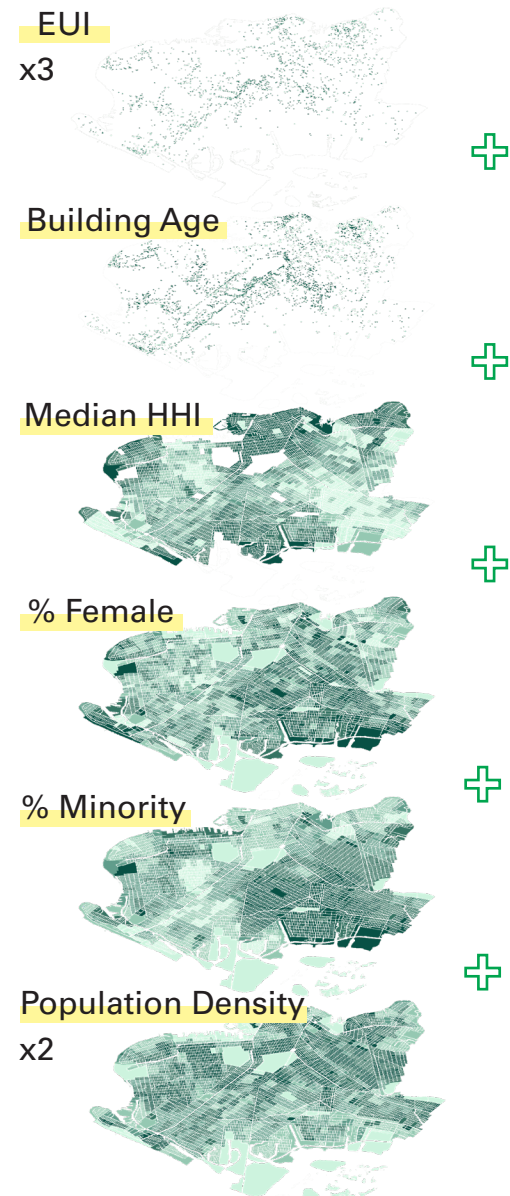 EUI
x3
Building Age
Median HHI
% Female
% Minority
Population Density
x2